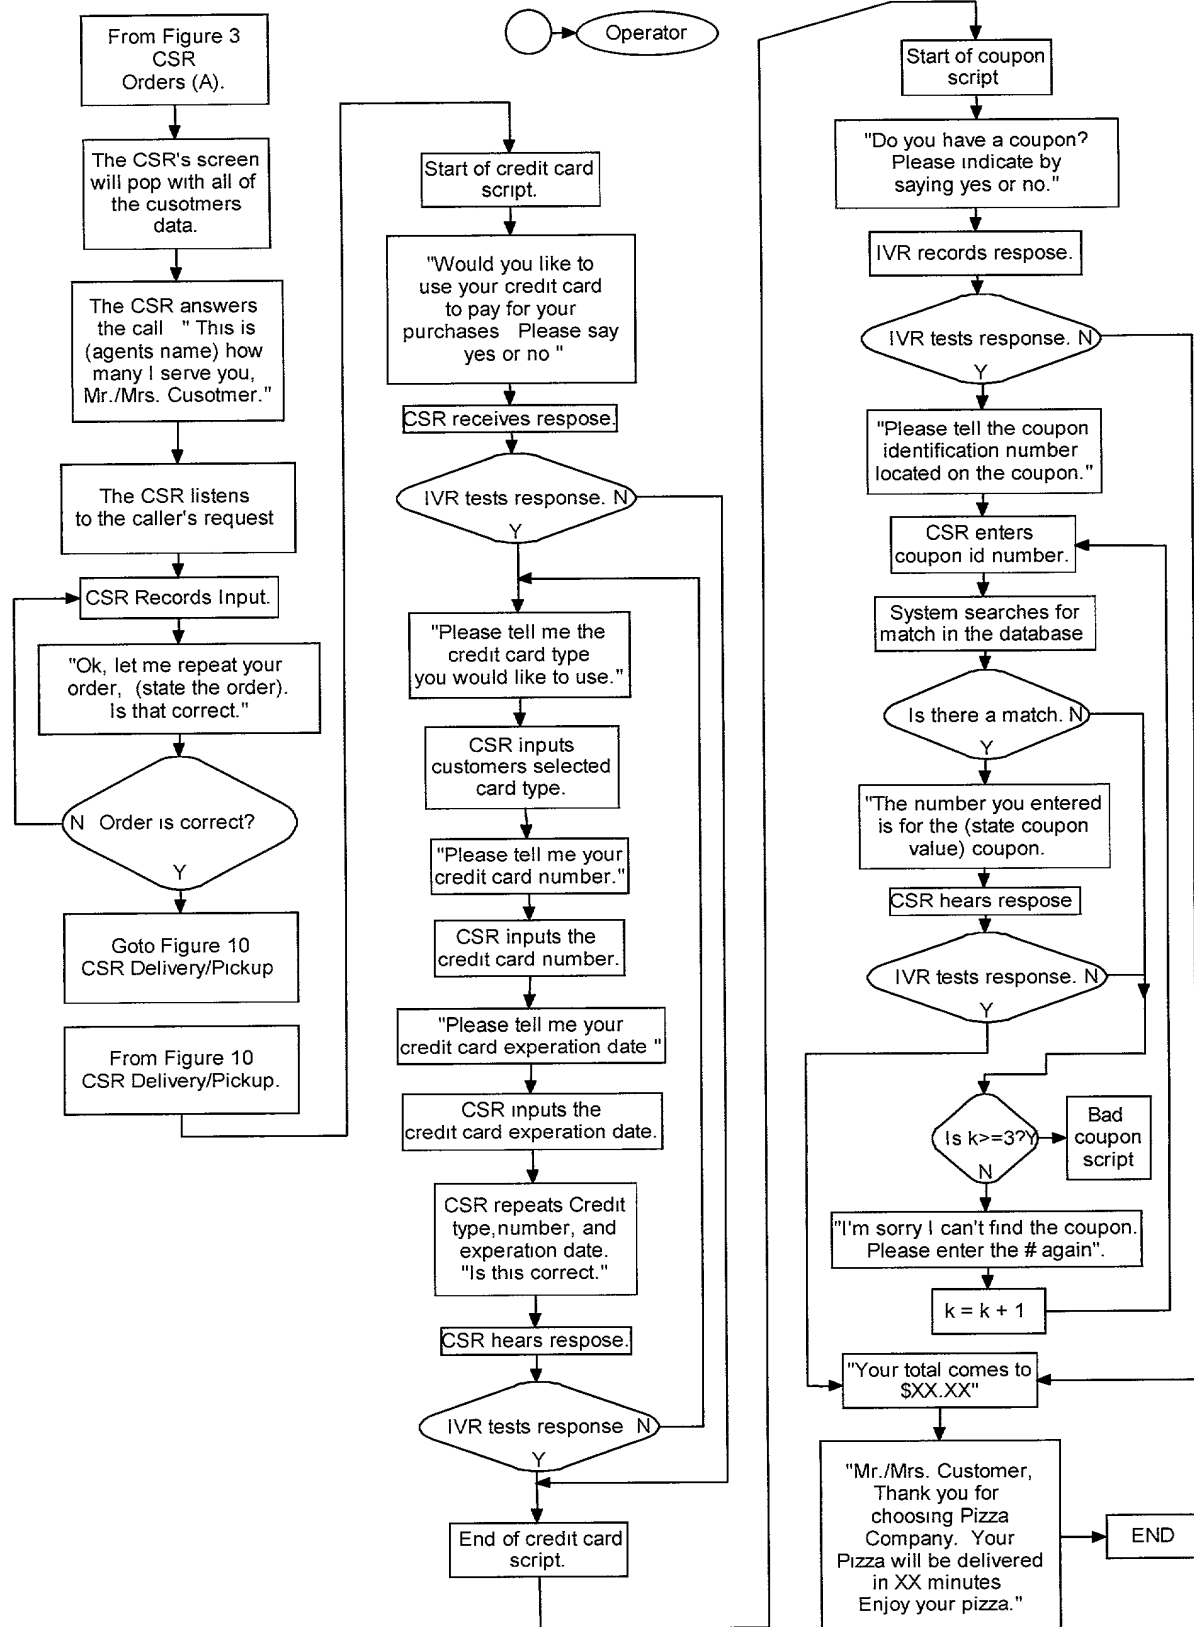 From Figure 3
CSR
Orders (A).
The CSR's screen
will pop with all of
the cusotmers
data.
The CSR answers
the call " This is
(agents name) how
many I serve you,
Mr./Mrs. Cusotmer."
The CSR listens
to the caller's request
CSR Records Input.
"Ok, let me repeat your
order, (state the order).
Is that correct."
N Order is correct?
Y
Goto Figure 10
CSR Delivery/Pickup
From Figure 10
CSR Delivery/Pickup.
Operator
Start of credit card
script.
"Would you like to
use your credit card
to pay for your
purchases Please say
yes or no "
CSR receives respose.
IVR tests response. N
Y
"Please tell me the
credit card type
you would like to use."
CSR inputs
customers selected
card type.
"Please tell me your
credit card number."
CSR inputs the
credit card number.
"Please tell me your
credit card experation date "
CSR inputs the
credit card experation date.
CSR repeats Credit
type,number, and
experation date.
"Is this correct."
CSR hears respose.
IVR tests response N
Y
End of credit card
script.
Start of coupon
script
"Do you have a coupon?
Please indicate by
saying yes or no."
IVR records respose.
IVR tests response. N
Y
"Please tell the coupon
identification number
located on the coupon."
CSR enters
coupon id number.
System searches for
match in the database
Is there a match. N
Y
"The number you entered
is for the (state coupon
value) coupon.
CSR hears respose
IVR tests response. N
Y
Is k>=3?Y
N
Bad
coupon
script
"I'm sorry I can't find the coupon.
Please enter the # again".
k = k + 1
"Your total comes to
$XX.XX"
"Mr./Mrs. Customer,
Thank you for
choosing Pizza
Company. Your
Pizza will be delivered
in XX minutes
Enjoy your pizza."
END